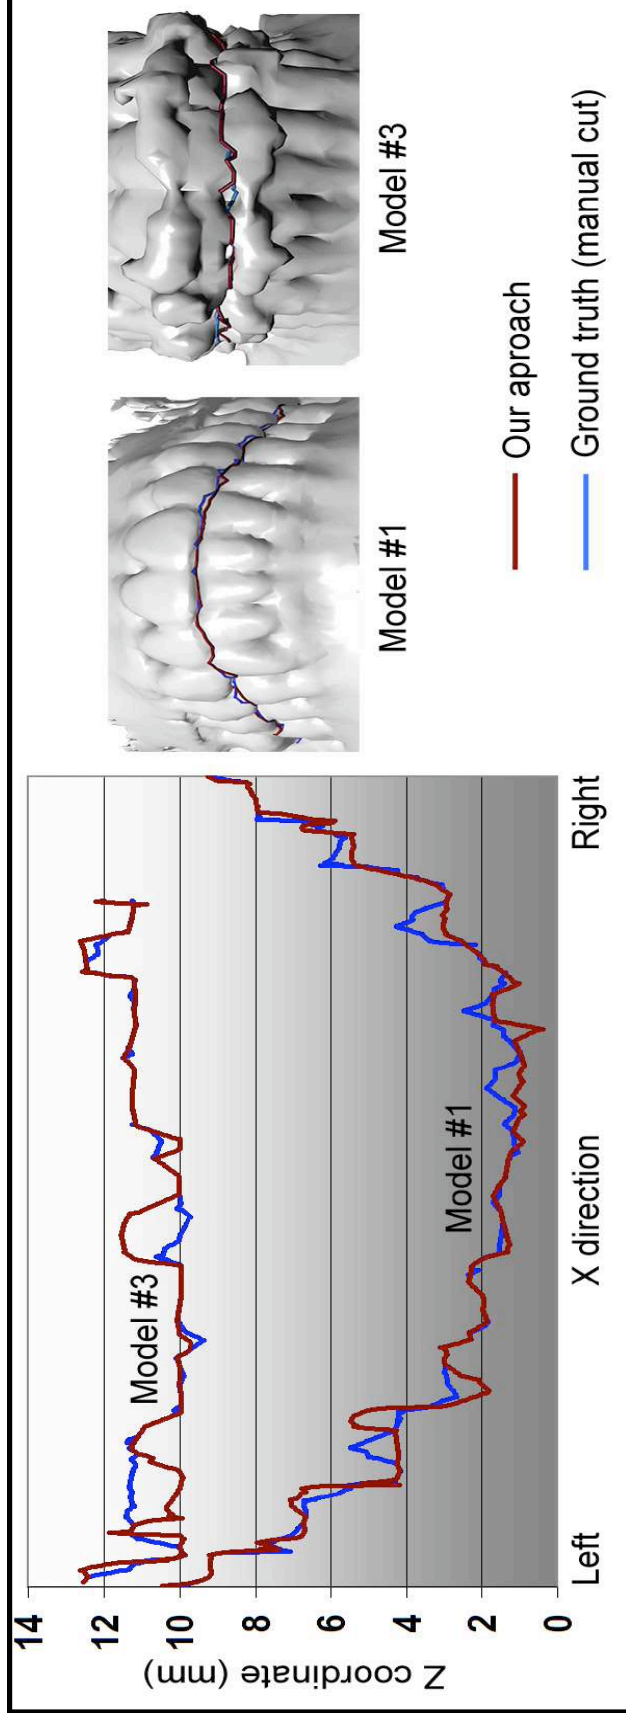 14
12
10
8
6
4
2
0
Z coordinate (mm)
Left
X direction
Right
Model #3
Model #1
Model #1
Model #3
Our aproach
Ground truth (manual cut)